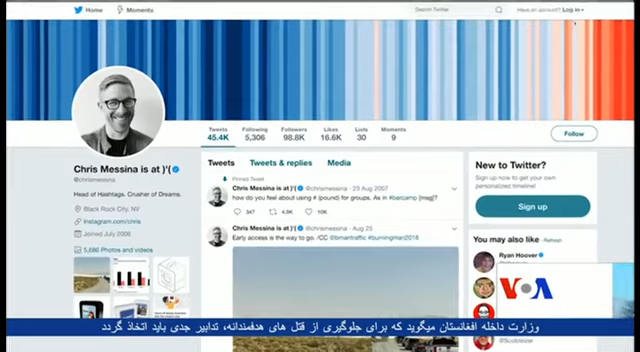 Home
Moments
Search Twitter
Have an account? Log in
Tweets 45.4K
Following 5,306
Followers 98.8K
Likes 16.6K
Lists 30
Moments 9
Follow
Chris Messina is at )'(
@chrismessina
Head of Hashtags. Crusher of Dreams.
Black Rock City, NV
instagram.com/chris
Joined July 2006
5,686 Photos and videos
Tweets
Tweets & replies
Media
Pinned Tweet
Chris Messina is at )'( @chrismessina · 23 Aug 2007
how do you feel about using # (pound) for groups. As in #barcamp [msg]?
347
4.9K
10K
Chris Messina is at )'( @chrismessina · Aug 25
Early access is the way to go. /CC @bmantraffic #burningman2018
New to Twitter?
Sign up now to get your own
personalized timeline!
Sign up
You may also like · Refresh
Ryan Hoover
VOA
وزارت داخله افغانستان میگوید که برای جلوگیری از قتل های هدفمندانه، تدابیر جدی باید اتخاذ گردد